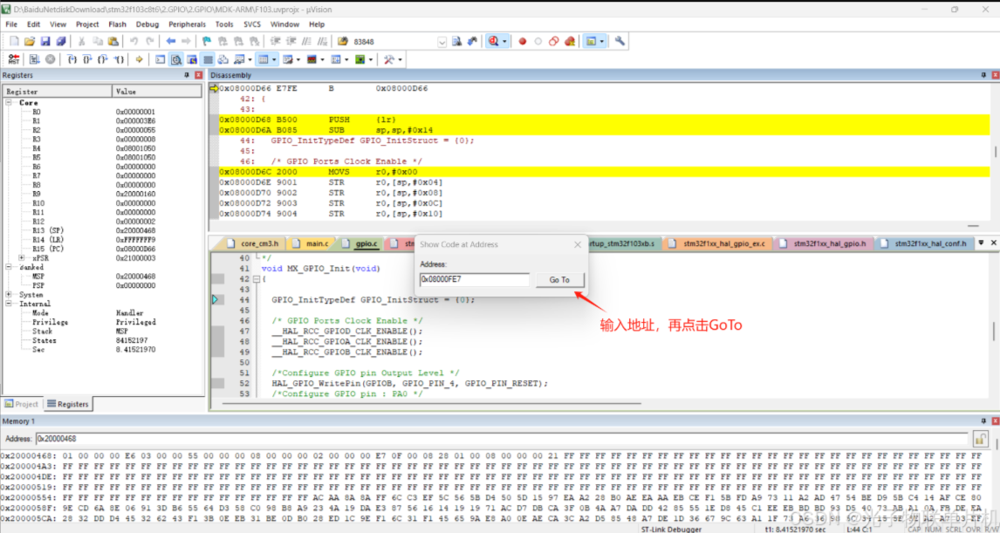 D:\BaiduNetdiskDownload\stm32f103c8t6\2.GPIO\2.GPIO\MDK-ARM\F103.uvprojx - µVision
File Edit View Project Flash Debug Peripherals Tools SVCS Window Help
83848
Registers
Register Value
Core
R0 0x00000001
R1 0x000003E6
R2 0x00000055
R3 0x00000008
R4 0x08001050
R5 0x08001050
R6 0x00000000
R7 0x00000000
R8 0x00000000
R9 0x20000160
R10 0x00000000
R11 0x00000000
R12 0x00000002
R13 (SP) 0x20000468
R14 (LR) 0xFFFFFFF9
R15 (PC) 0x08000D66
xPSR 0x21000003
Banked
MSP 0x20000468
PSP 0x00000000
System
Internal
Mode Handler
Privilege Privileged
Stack MSP
States 84152197
Sec 8.41521970
Project Registers
Disassembly
0x08000D66 E7FE B 0x08000D66
42: {
43:
0x08000D68 B500 PUSH {lr}
0x08000D6A B085 SUB sp,sp,#0x14
44: GPIO_InitTypeDef GPIO_InitStruct = {0};
45:
46: /* GPIO Ports Clock Enable */
0x08000D6C 2000 MOVS r0,#0x00
0x08000D6E 9001 STR r0,[sp,#0x04]
0x08000D70 9002 STR r0,[sp,#0x08]
0x08000D72 9003 STR r0,[sp,#0x0C]
0x08000D74 9004 STR r0,[sp,#0x10]
core_cm3.h main.c gpio.c rtup_stm32f103xb.s stm32f1xx_hal_gpio_ex.c stm32f1xx_hal_gpio.h stm32f1xx_hal_conf.h
Show Code at Address
Address:
0x08000FE7
Go To
输入地址，再点击GoTo
40 */
41 void MX_GPIO_Init(void)
42 {
43
44 GPIO_InitTypeDef GPIO_InitStruct = {0};
45
46 /* GPIO Ports Clock Enable */
47 __HAL_RCC_GPIOD_CLK_ENABLE();
48 __HAL_RCC_GPIOA_CLK_ENABLE();
49 __HAL_RCC_GPIOB_CLK_ENABLE();
50
51 /*Configure GPIO pin Output Level */
52 HAL_GPIO_WritePin(GPIOB, GPIO_PIN_4, GPIO_PIN_RESET);
53 /*Configure GPIO pin : PA0 */
Memory 1
Address: 0x20000468
0x20000468: 01 00 00 00 E6 03 00 00 55 00 00 00 08 00 00 00 02 00 00 00 E7 0F 00 08 28 01 00 08 00 00 00 21 FF FF FF FF FF FF FF FF FF FF FF FF FF FF FF FF FF FF FF FF FF FF FF FF FF FF FF
0x200004A3: FF FF FF FF FF FF FF FF FF FF FF FF FF FF FF FF FF FF FF FF FF FF FF FF FF FF FF FF FF FF FF FF FF FF FF FF FF FF FF FF FF FF FF FF FF FF FF FF FF FF FF FF FF FF FF FF FF FF FF
0x200004DE: FF FF FF FF FF FF FF FF FF FF FF FF FF FF FF FF FF FF FF FF FF FF FF FF FF FF FF FF FF FF FF FF FF FF FF FF FF FF FF FF FF FF FF FF FF FF FF FF FF FF FF FF FF FF FF FF FF FF FF
0x20000519: FF FF FF FF FF FF FF FF FF FF FF FF FF FF FF FF FF FF FF FF FF FF FF FF FF FF FF FF FF FF FF FF FF FF FF FF FF FF FF FF FF FF FF FF FF FF FF FF FF FF FF FF FF FF FF FF FF FF FF
0x20000554: FF FF FF FF FF FF FF FF FF FF FF FF FF FF FF FF AC AA 8A 8A FF 6C C3 EF 5C 56 5B D4 50 5D 15 97 EA A2 28 B0 AE EA AA EB CE F1 5B FD A9 73 11 A2 AD 47 54 BE D9 5B C4 14 AF CE 80
0x2000058F: 9E CD 6A 8E 06 91 3D B6 55 64 D3 58 C0 98 B8 A9 23 4A 19 DA E3 87 56 16 14 19 19 71 AC D7 DB CA 3F 0B 4A A7 DA DD 42 85 55 1E D8 45 C1 EE EB BD BD 93 D5 40 73 AB A1
0x200005CA: 28 32 DD D4 45 32 62 43 F1 3B 0E EB 31 BE 0D B0 28 ED 1C 9E F1 6C 31 F1 45 65 9A E8 A0 0E AE CA 3C A2 D5 85 48 A7 DE 1D 36 67 9C 63 A1
ST-Link Debugger t1: 8.41521970 sec L:44 C:1 CAP NUM SCRL OVR